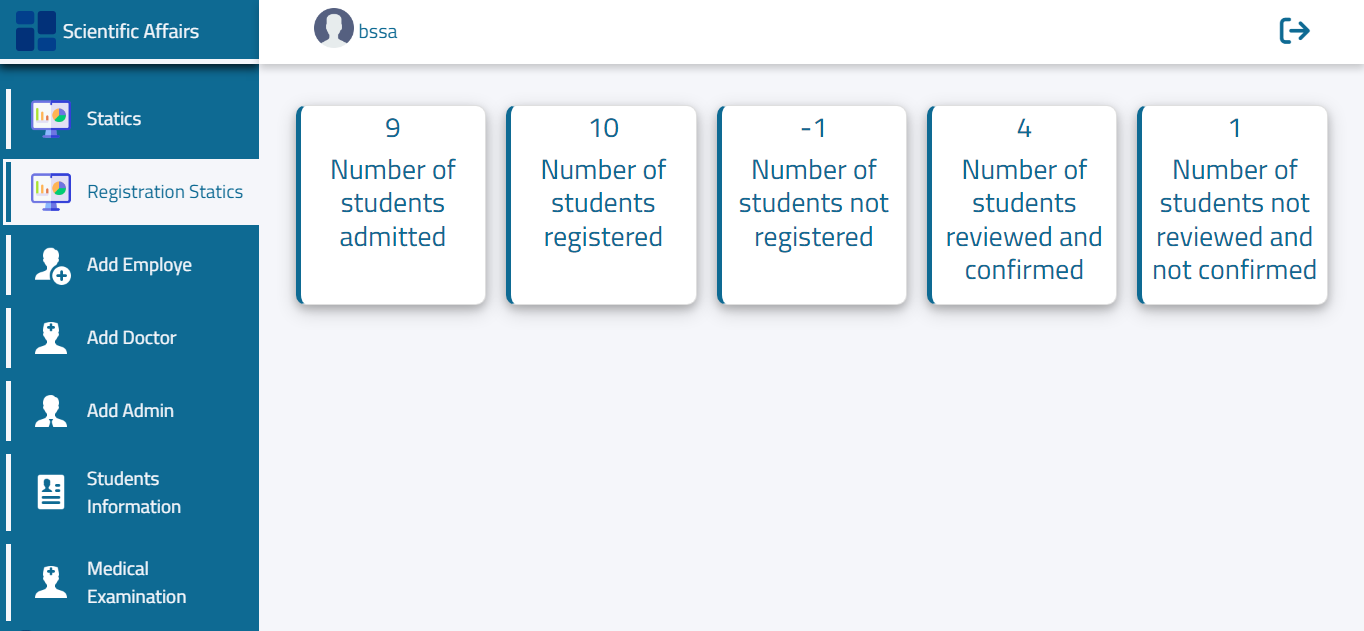 Scientific Affairs
bssa
Statics
Registration Statics
Add Employe
Add Doctor
Add Admin
Students
Information
Medical
Examination
9
Number of
students
admitted
10
Number of
students
registered
-1
Number of
students not
registered
4
Number of
students
reviewed and
confirmed
1
Number of
students not
reviewed and
not confirmed